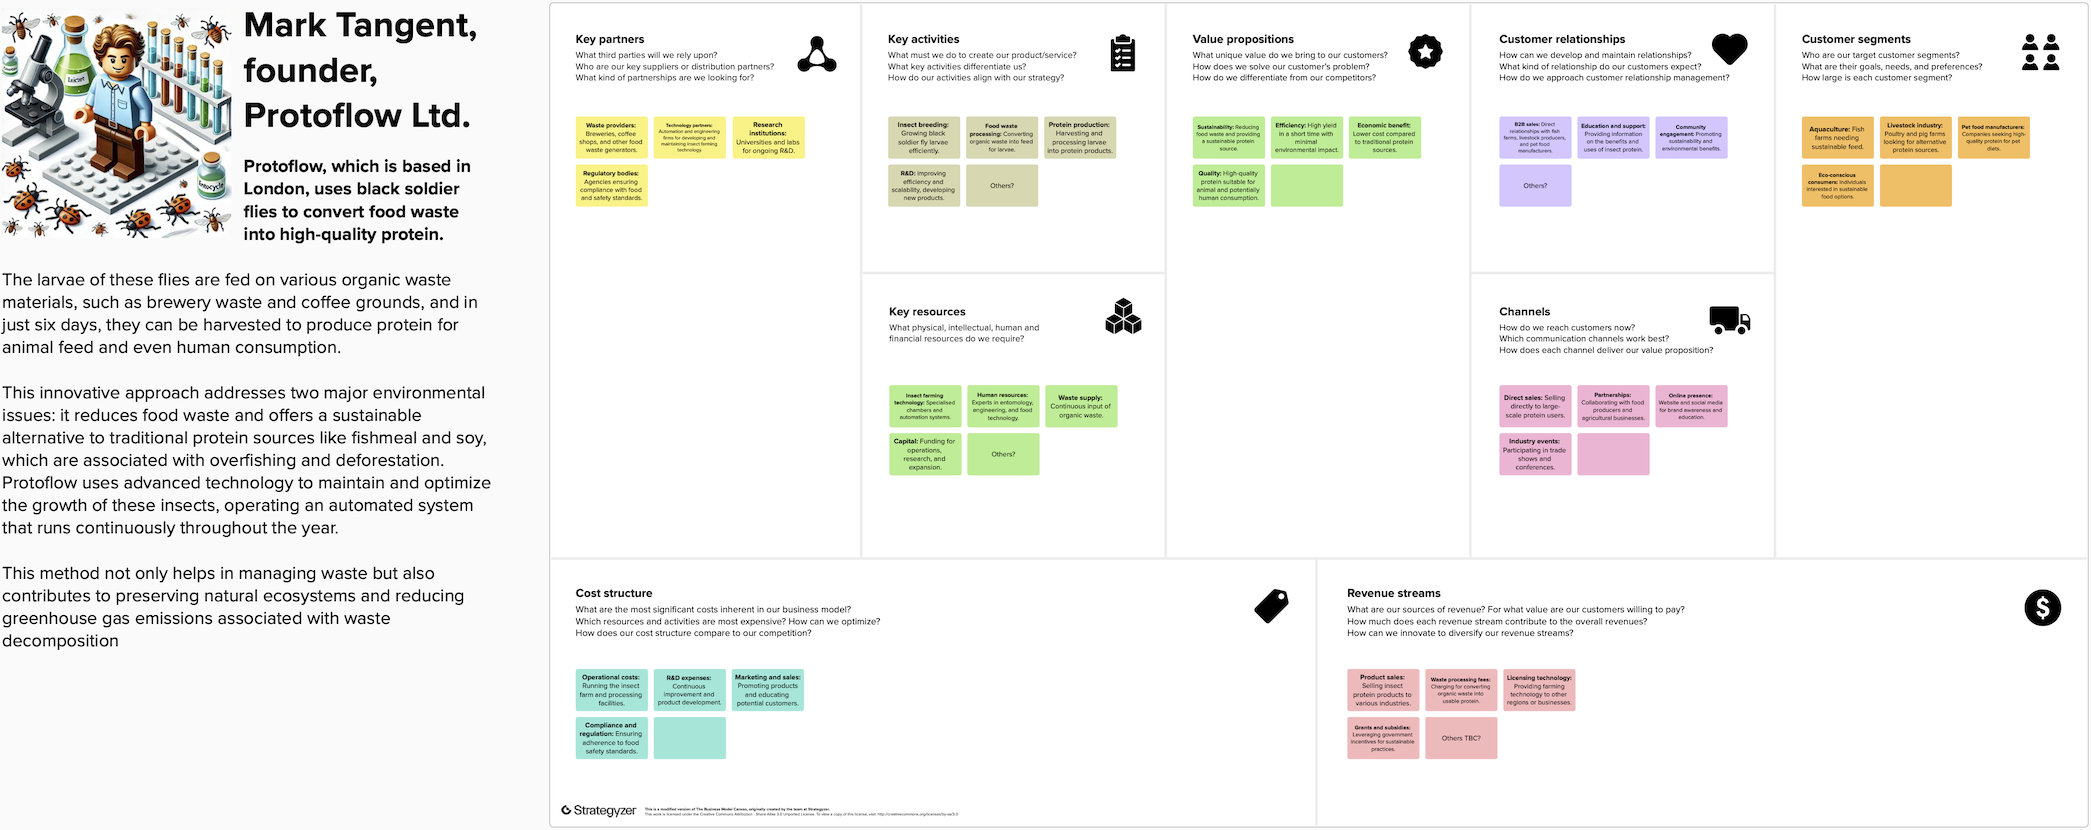 Mark Tangent,
founder,
Protoflow Ltd.
Protoflow, which is based in
London, uses black soldier
flies to convert food waste
into high-quality protein.
The larvae of these flies are fed on various organic waste
materials, such as brewery waste and coffee grounds, and in
just six days, they can be harvested to produce protein for
animal feed and even human consumption.
This innovative approach addresses two major environmental
issues: it reduces food waste and offers a sustainable
alternative to traditional protein sources like fishmeal and soy,
which are associated with overfishing and deforestation.
Protoflow uses advanced technology to maintain and optimize
the growth of these insects, operating an automated system
that runs continuously throughout the year.
This method not only helps in managing waste but also
contributes to preserving natural ecosystems and reducing
greenhouse gas emissions associated with waste
decomposition
Key partners
What third parties will we rely upon?
Who are our key suppliers or distribution partners?
What kind of partnerships are we looking for?
Waste providers:
Breweries, coffee
shops, and other food
waste generators.
Technology partners:
Automation and engineering
firms for developing and
maintaining insect farming
technology.
Research
institutions:
Universities and labs
for ongoing R&D.
Regulatory bodies:
Agencies ensuring
compliance with food
and safety standards.
Key activities
What must we do to create our product/service?
What key activities differentiate us?
How do our activities align with our strategy?
Insect breeding:
Growing black
soldier fly larvae
efficiently.
Food waste
processing: Converting
organic waste into feed
for larvae.
Protein production:
Harvesting and
processing larvae
into protein products.
R&D: Improving
efficiency and
scalability, developing
new products.
Others?
Key resources
What physical, intellectual, human and
financial resources do we require?
Insect farming
technology: Specialised
chambers and
automation systems.
Human resources:
Experts in entomology,
engineering, and food
technology.
Waste supply:
Continuous input of
organic waste.
Capital: Funding for
operations,
research, and
expansion.
Others?
Value propositions
What unique value do we bring to our customers?
How does we solve our customer's problem?
How do we differentiate from our competitors?
Sustainability: Reducing
food waste and providing
a sustainable protein
source.
Efficiency: High yield
in a short time with
minimal
environmental impact.
Economic benefit:
Lower cost compared
to traditional protein
sources.
Quality: High-quality
protein suitable for
animal and potentially
human consumption.
Customer relationships
How can we develop and maintain relationships?
What kind of relationship do our customers expect?
How do we approach customer relationship management?
B2B sales: Direct
relationships with fish
farms, livestock producers,
and pet food
manufacturers.
Education and support:
Providing information
on the benefits and
uses of insect protein.
Community
engagement: Promoting
sustainability and
environmental benefits.
Others?
Channels
How do we reach customers now?
Which communication channels work best?
How does each channel deliver our value proposition?
Direct sales: Selling
directly to large-
scale protein users.
Partnerships:
Collaborating with food
producers and
agricultural businesses.
Online presence:
Website and social media
for brand awareness and
education.
Industry events:
Participating in trade
shows and
conferences.
Customer segments
Who are our target customer segments?
What are their goals, needs, and preferences?
How large is each customer segment?
Aquaculture: Fish
farms needing
sustainable feed.
Livestock industry:
Poultry and pig farms
looking for alternative
protein sources.
Pet food manufacturers:
Companies seeking high-
quality protein for pet
diets.
Eco-conscious
consumers: Individuals
interested in sustainable
food options.
Cost structure
What are the most significant costs inherent in our business model?
Which resources and activities are most expensive? How can we optimize?
How does our cost structure compare to our competition?
Operational costs:
Running the insect
farm and processing
facilities.
R&D expenses:
Continuous
improvement and
product development.
Marketing and sales:
Promoting products
and educating
potential customers.
Compliance and
regulation: Ensuring
adherence to food
safety standards.
Revenue streams
What are our sources of revenue? For what value are our customers willing to pay?
How much does each revenue stream contribute to the overall revenues?
How can we innovate to diversify our revenue streams?
Product sales:
Selling insect
protein products to
various industries.
Waste processing fees:
Charging for converting
organic waste into
usable protein.
Licensing technology:
Providing farming
technology to other
regions or businesses.
Grants and subsidies:
Leveraging government
incentives for sustainable
practices.
Others TBC?
Strategyzer
This is a modified version of The Business Model Canvas, originally created by the team at Strategyzer.
This work is licensed under the Creative Commons Attribution - Share Alike 3.0 Unported License. To view a copy of this license, visit: http://creativecommons.org/licenses/by-sa/3.0